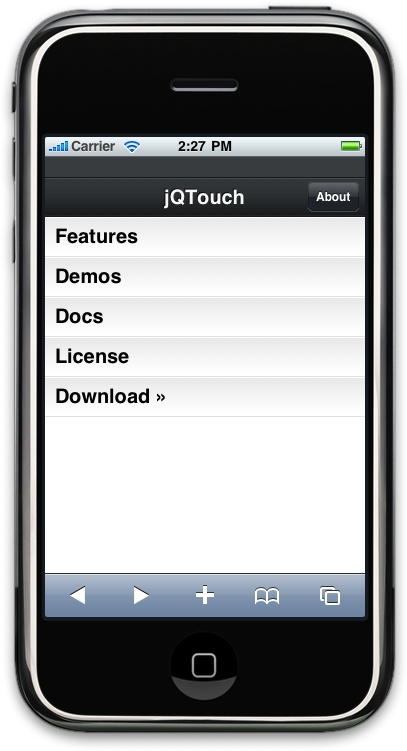 Carrier 2:27 PM
jQTouch About
Features
Demos
Docs
License
Download »